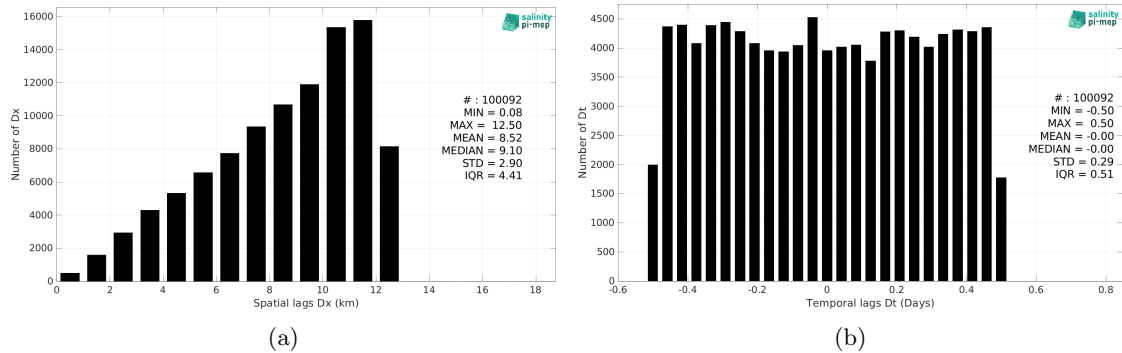 16000
14000
12000
10000
8000
6000
4000
2000
0
Number of Dx
0 2 4 6 8 10 12 14 16 18
Spatial lags Dx (km)
salinity
pi-mep
# : 100092
MIN = 0.08
MAX = 12.50
MEAN = 8.52
MEDIAN = 9.10
STD = 2.90
IQR = 4.41
(a)
4500
4000
3500
3000
2500
2000
1500
1000
500
0
Number of Dt
-0.6 -0.4 -0.2 0 0.2 0.4 0.6 0.8
Temporal lags Dt (Days)
salinity
pi-mep
# : 100092
MIN = -0.50
MAX = 0.50
MEAN = -0.00
MEDIAN = -0.00
STD = 0.29
IQR = 0.51
(b)